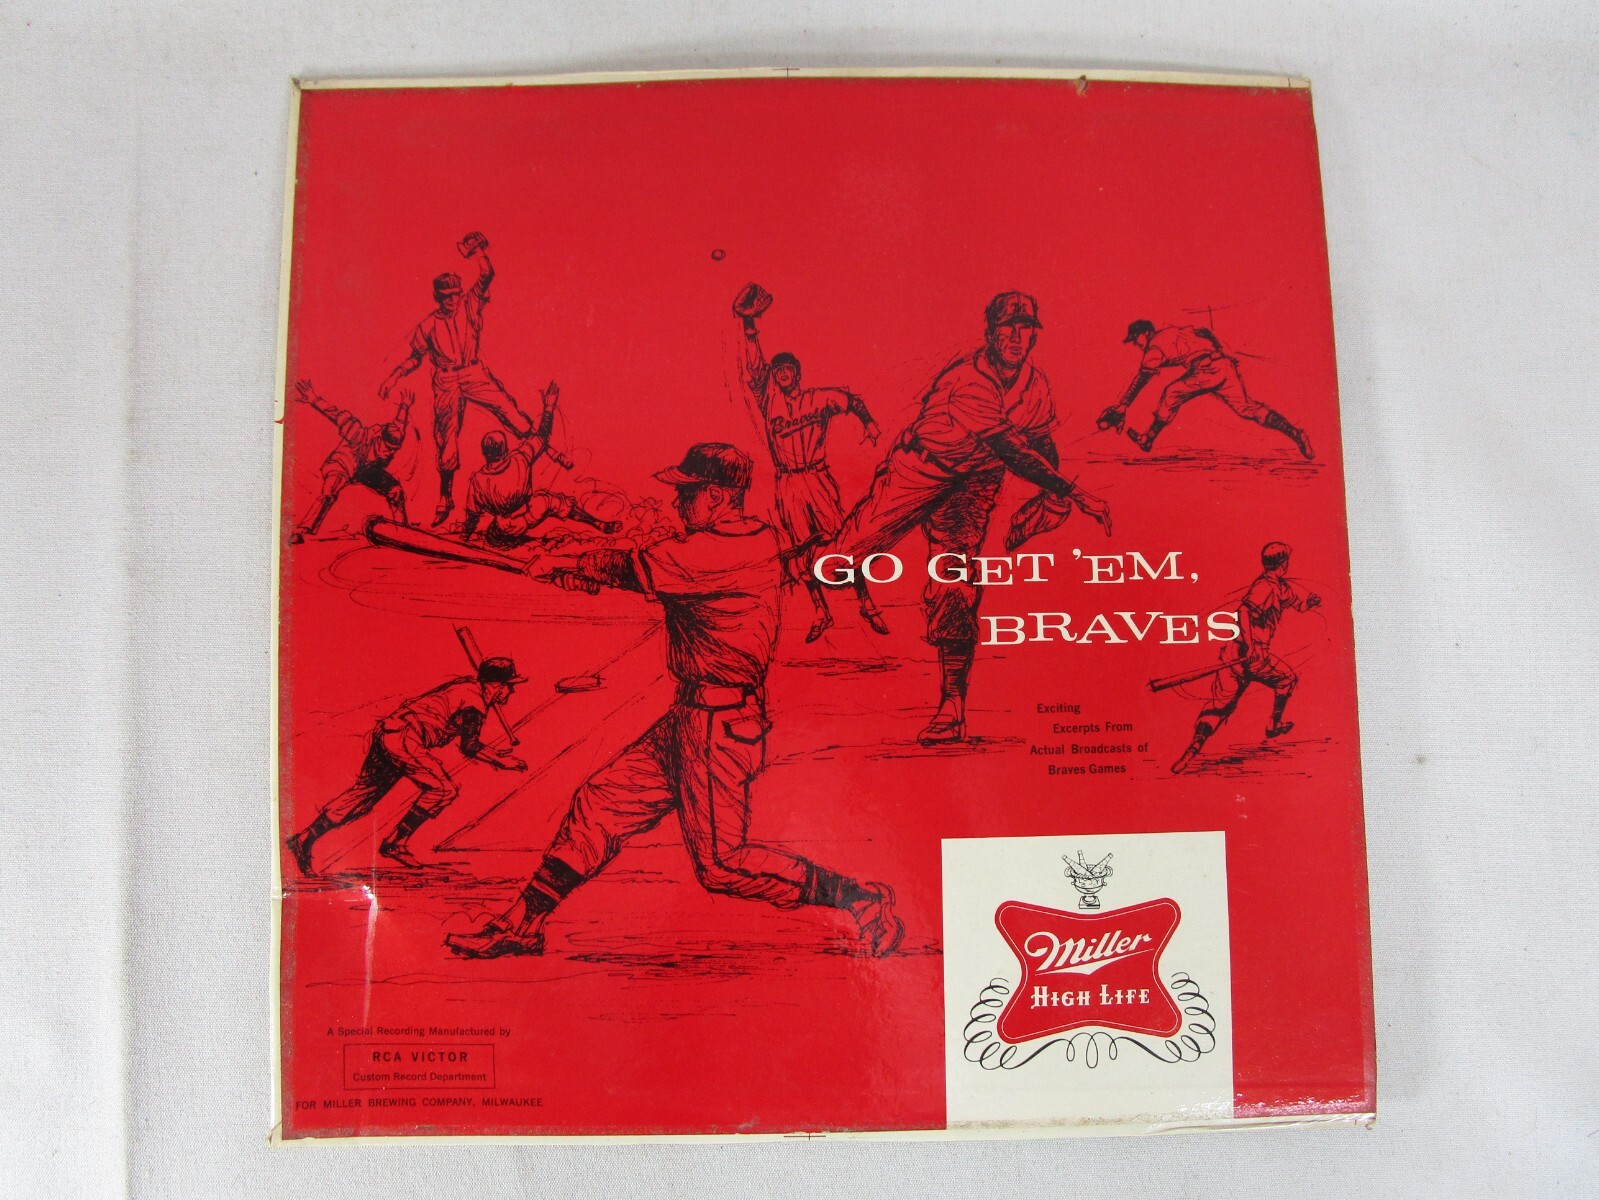 Braves
GO GET 'EM,
BRAVES
Exciting
Excerpts From
Actual Broadcasts of
Braves Games
Miller
HIGH LIFE
A Special Recording Manufactured by
RCA VICTOR
Custom Record Department
FOR MILLER BREWING COMPANY, MILWAUKEE